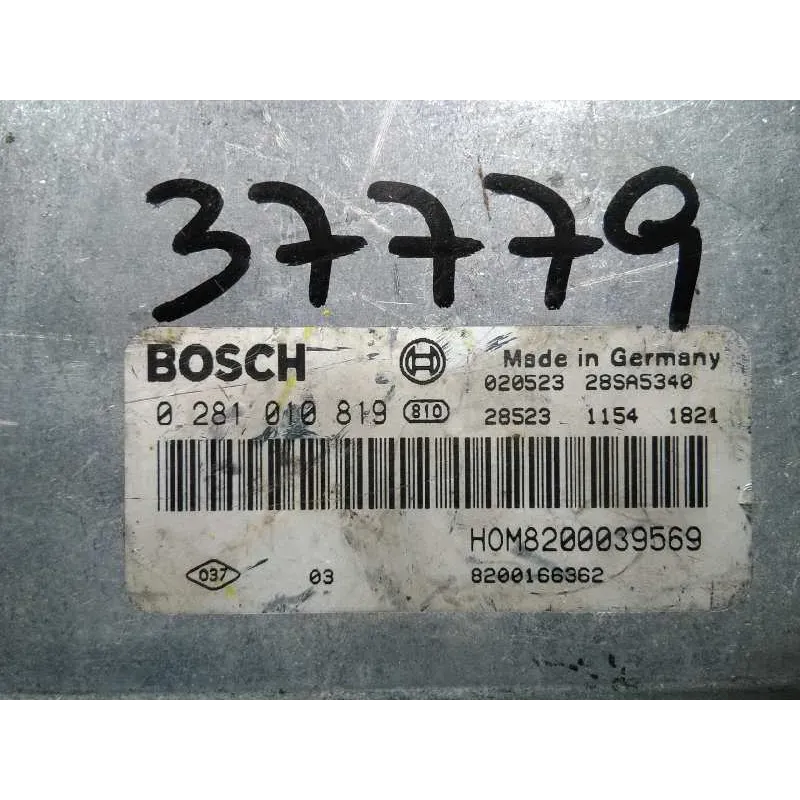 37779
BOSCH Made in Germany
020523 28SA5340
0 281 010 819 810 28523 1154 1821
HOM8200039569
037 03 8200166362